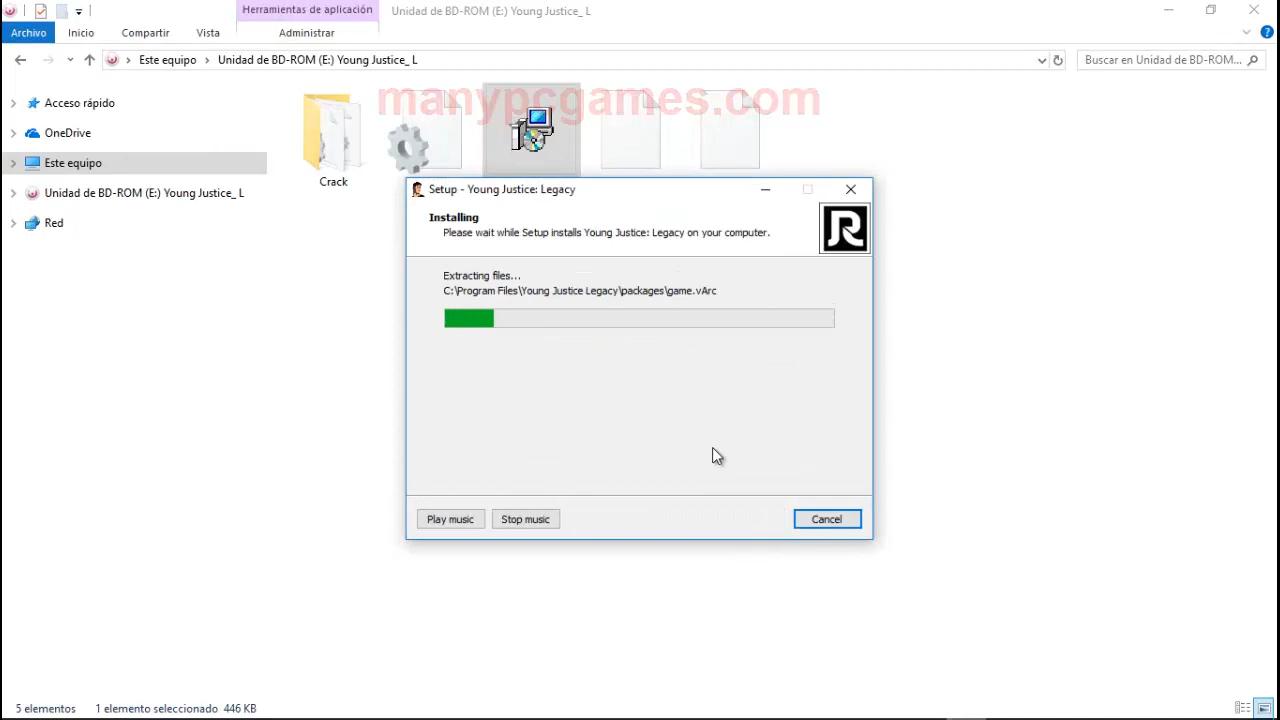 Herramientas de aplicación
Unidad de BD-ROM (E:) Young Justice_ L
Archivo
Inicio
Compartir
Vista
Administrar
Este equipo
Unidad de BD-ROM (E:) Young Justice_ L
Buscar en Unidad de BD-ROM...
manypcgames.com
Acceso rápido
OneDrive
Este equipo
Unidad de BD-ROM (E:) Young Justice_ L
Red
Crack
Setup - Young Justice: Legacy
Installing
Please wait while Setup installs Young Justice: Legacy on your computer.
R
Extracting files...
C:\Program Files\Young Justice Legacy\packages\game.vArc
Play music
Stop music
Cancel
5 elementos
1 elemento seleccionado 446 KB